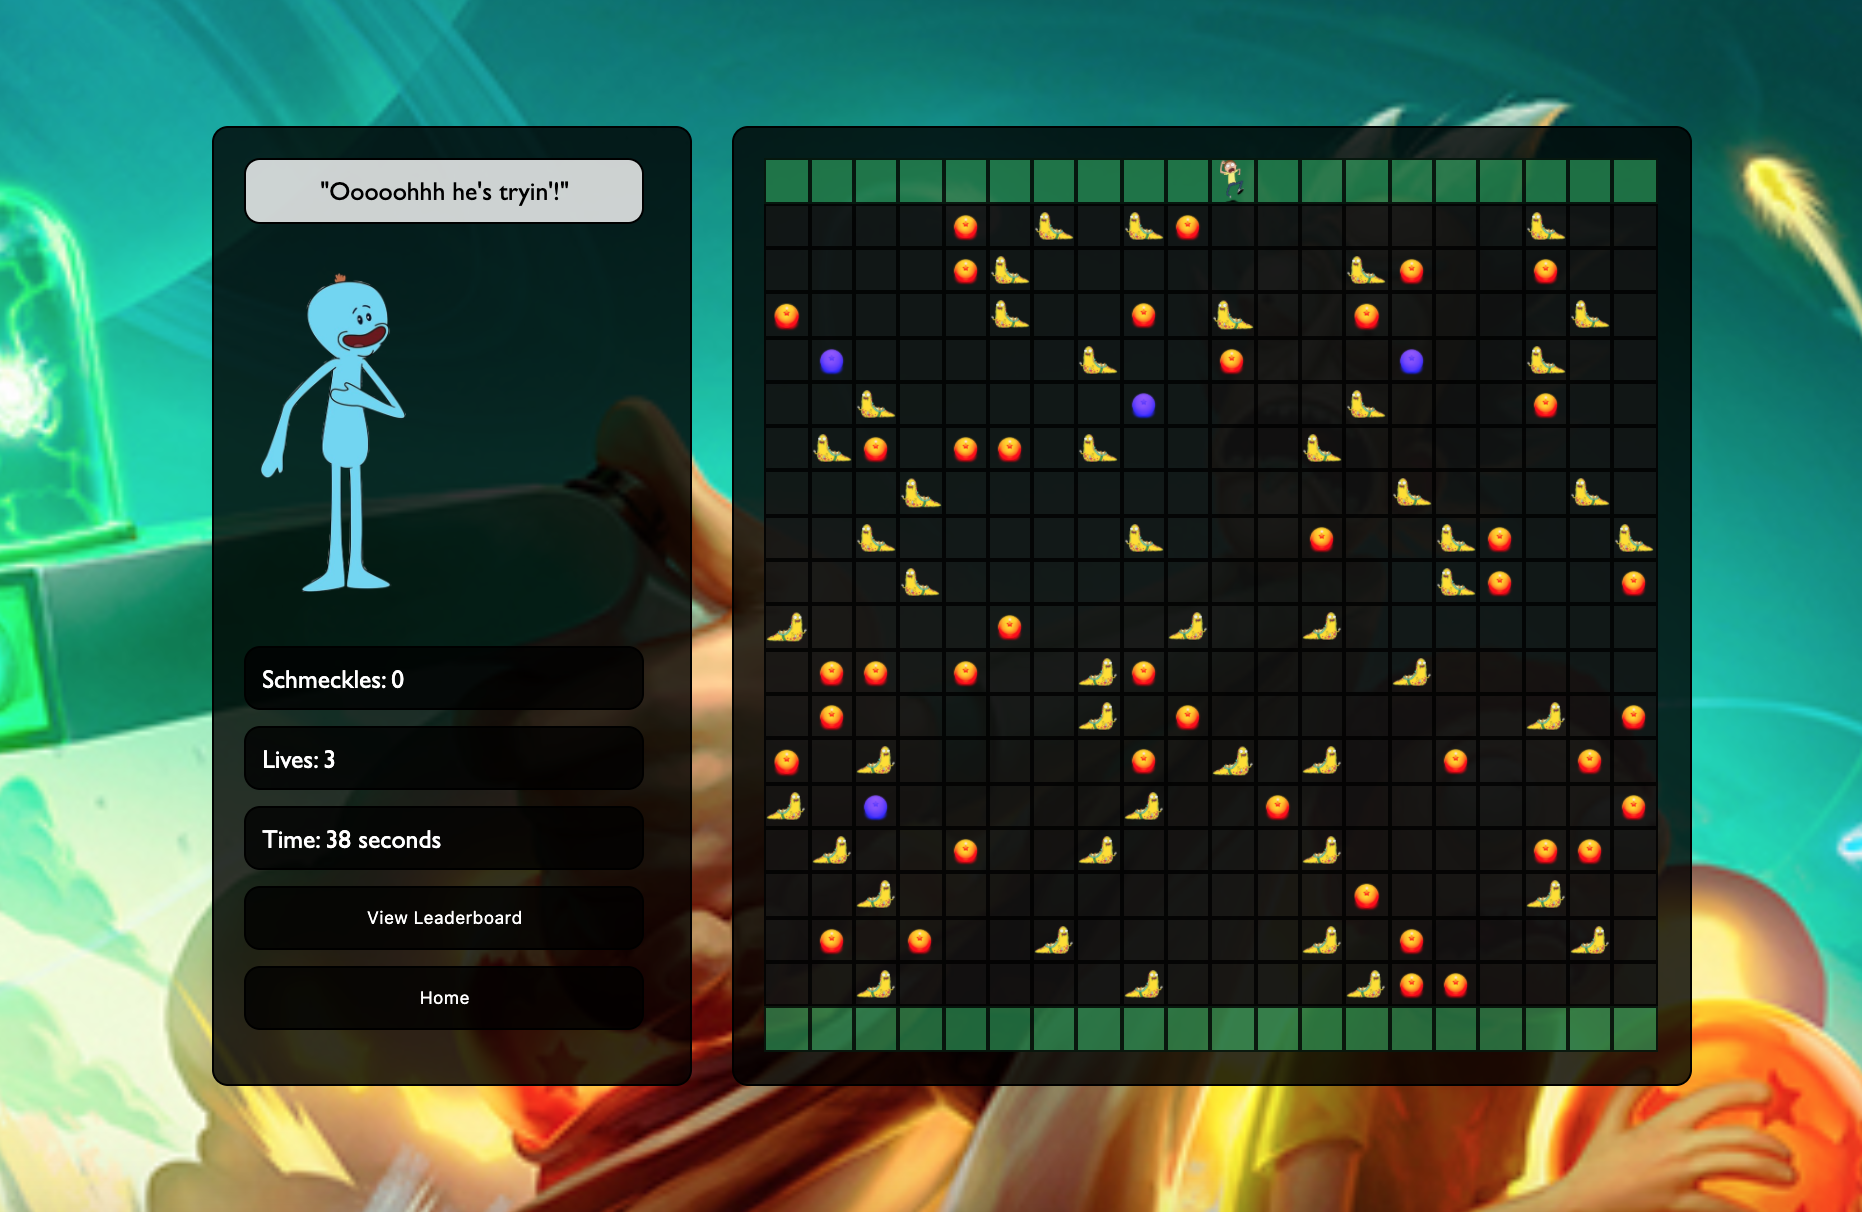 "Ooooohhh he's tryin'!"
Schmeckles: 0
Lives: 3
Time: 38 seconds
View Leaderboard
Home